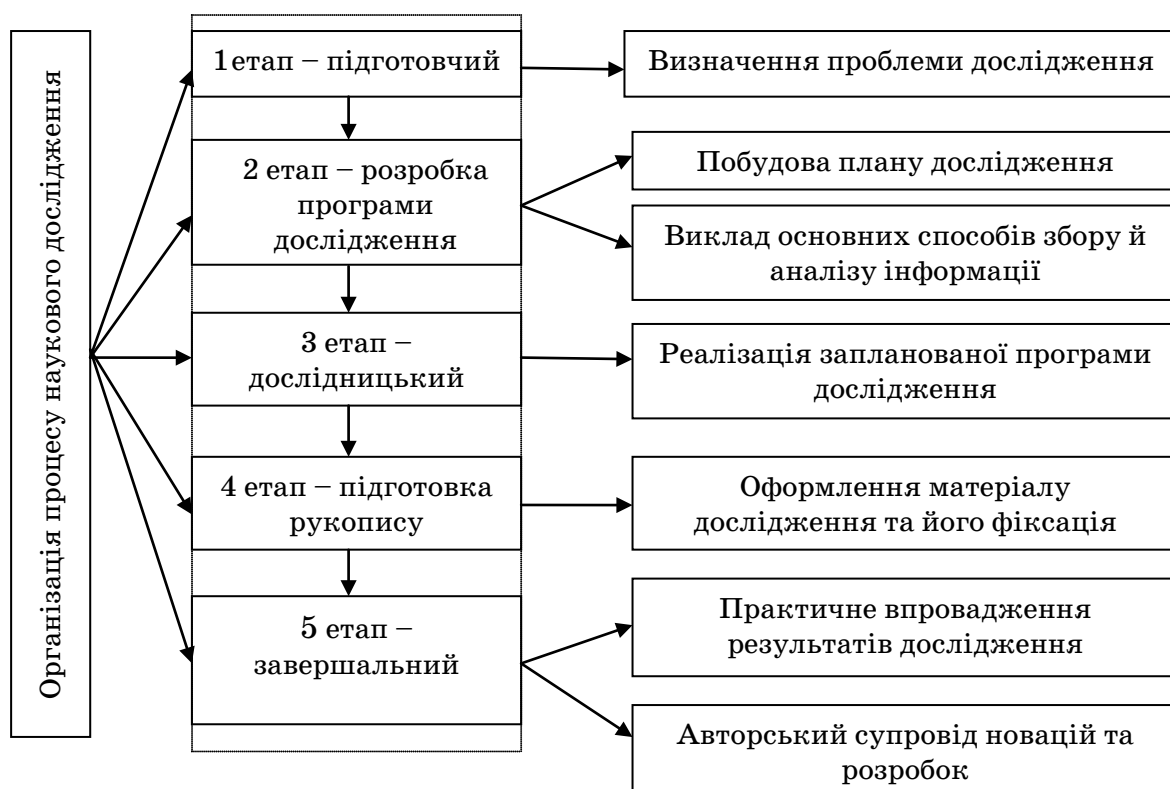 Організація процесу наукового дослідження
1етап – підготовчий
Визначення проблеми дослідження
2 етап – розробка
програми
дослідження
Побудова плану дослідження
Виклад основних способів збору й
аналізу інформації
3 етап –
дослідницький
Реалізація запланованої програми
дослідження
4 етап – підготовка
рукопису
Оформлення матеріалу
дослідження та його фіксація
5 етап –
завершальний
Практичне впровадження
результатів дослідження
Авторський супровід новацій та
розробок